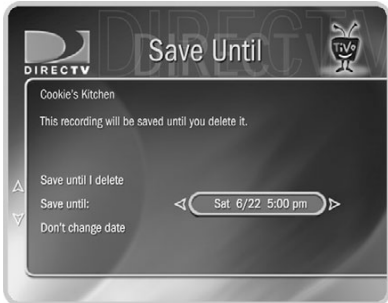 DIRECTV
Save Until
TiVo
DIRECTV
Cookie's Kitchen
This recording will be saved until you delete it.
Save until I delete
Save until:
Sat 6/22 5:00 pm
Don't change date